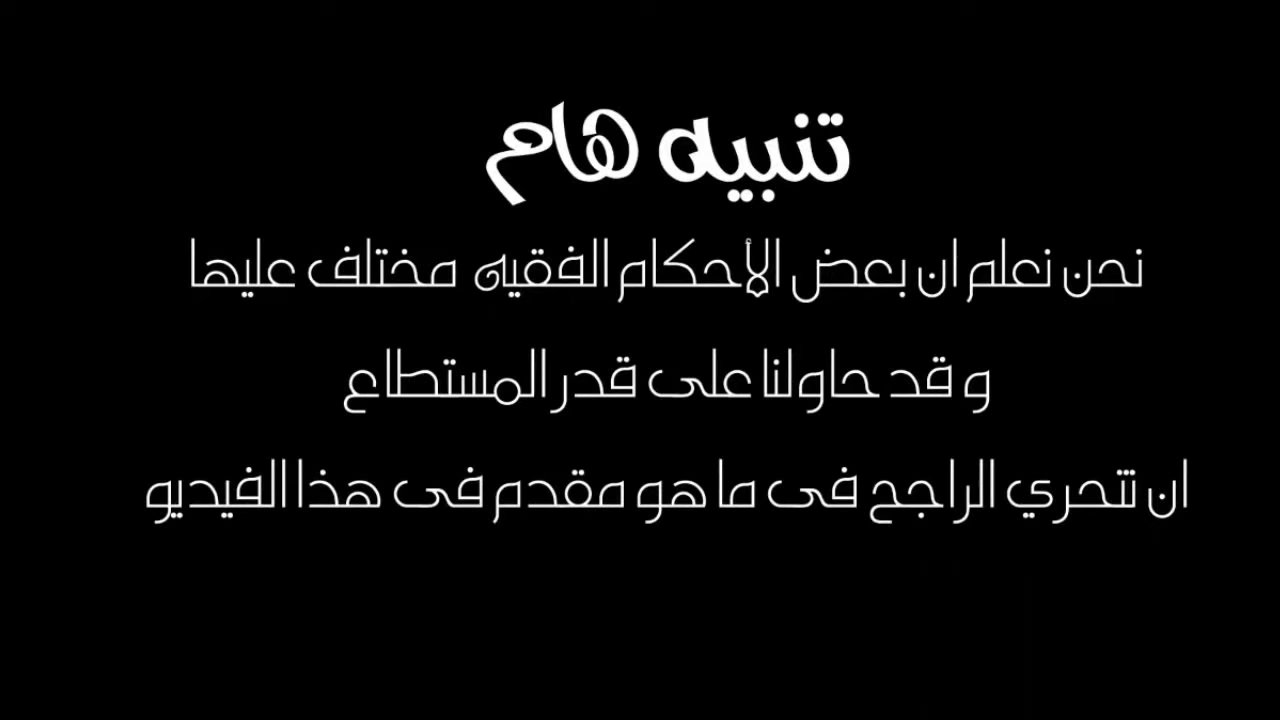 تنبيه هام
نحن نعلم ان بعض الأحكام الفقيه مختلف عليها
و قد حاولنا على قدر المستطاع
ان نتحري الراجح فى ما هو مقدم فى هذا الفيديو